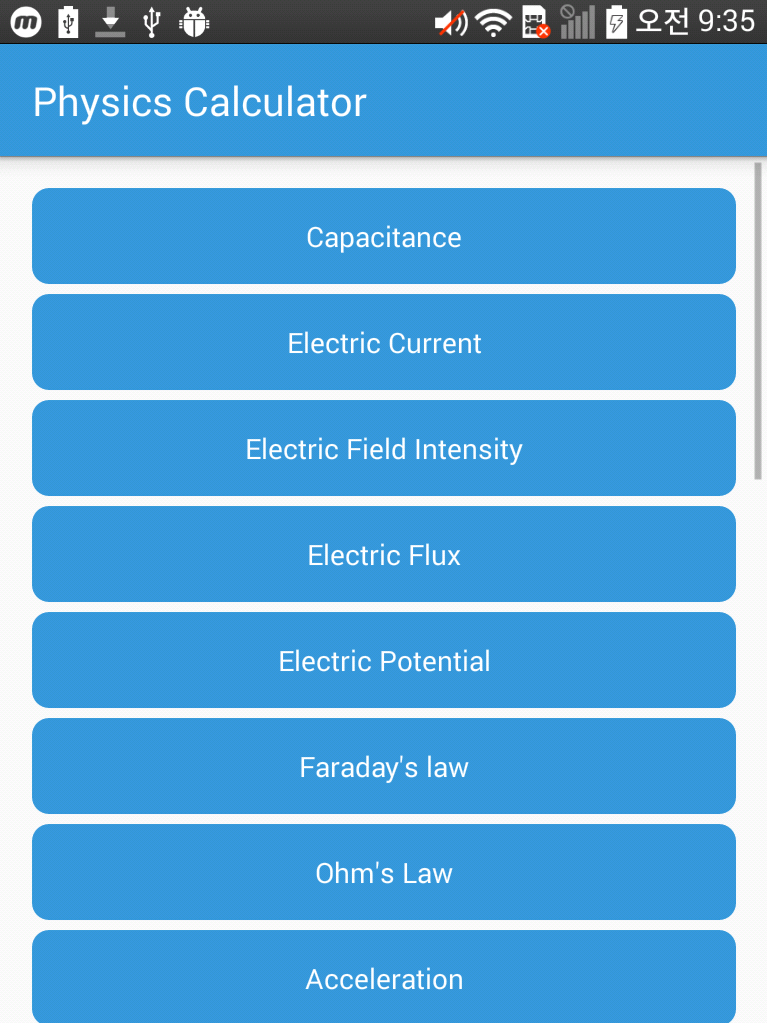 오전 9:35
Physics Calculator
Capacitance
Electric Current
Electric Field Intensity
Electric Flux
Electric Potential
Faraday's law
Ohm's Law
Acceleration